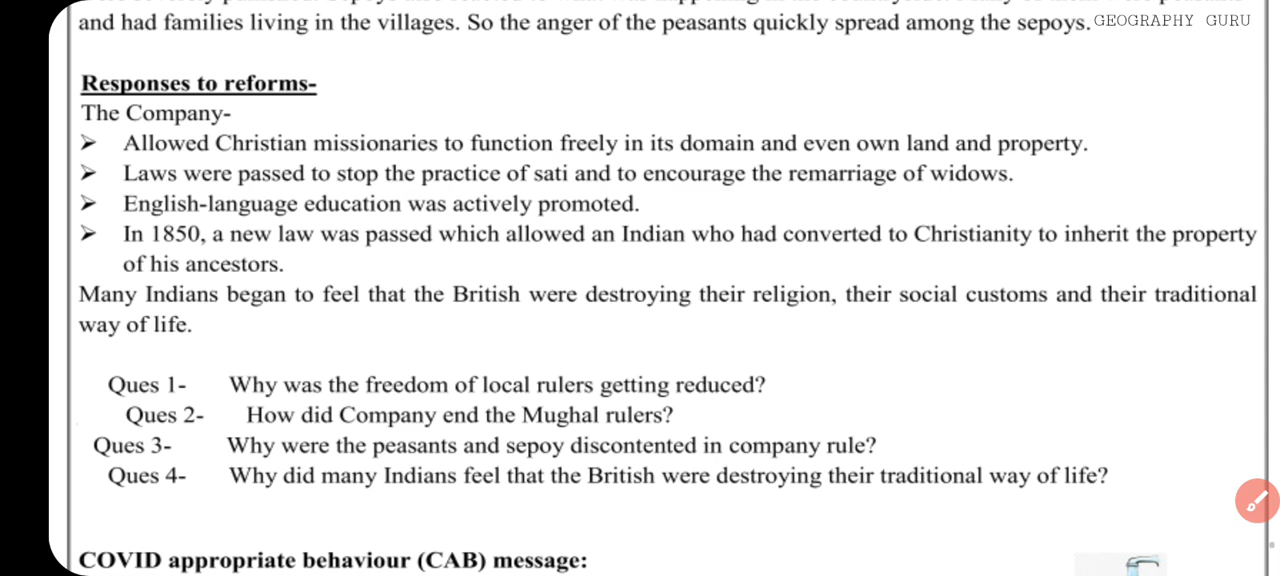 and had families living in the villages. So the anger of the peasants quickly spread among the sepoys. GEOGRAPHY GURU
Responses to reforms-
The Company-
➢ Allowed Christian missionaries to function freely in its domain and even own land and property.
➢ Laws were passed to stop the practice of sati and to encourage the remarriage of widows.
➢ English-language education was actively promoted.
➢ In 1850, a new law was passed which allowed an Indian who had converted to Christianity to inherit the property
of his ancestors.
Many Indians began to feel that the British were destroying their religion, their social customs and their traditional
way of life.
Ques 1- Why was the freedom of local rulers getting reduced?
Ques 2- How did Company end the Mughal rulers?
Ques 3- Why were the peasants and sepoy discontented in company rule?
Ques 4- Why did many Indians feel that the British were destroying their traditional way of life?
COVID appropriate behaviour (CAB) message: